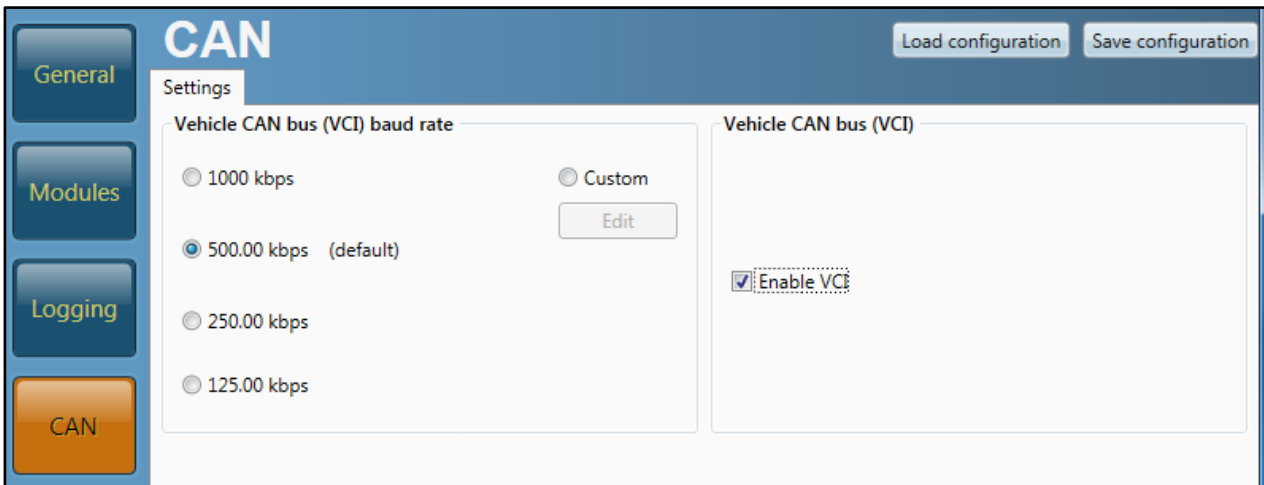 CAN
Load configuration
Save configuration
General
Settings
Vehicle CAN bus (VCI) baud rate
Vehicle CAN bus (VCI)
1000 kbps
Custom
Modules
Edit
500.00 kbps (default)
Enable VCI
Logging
250.00 kbps
125.00 kbps
CAN